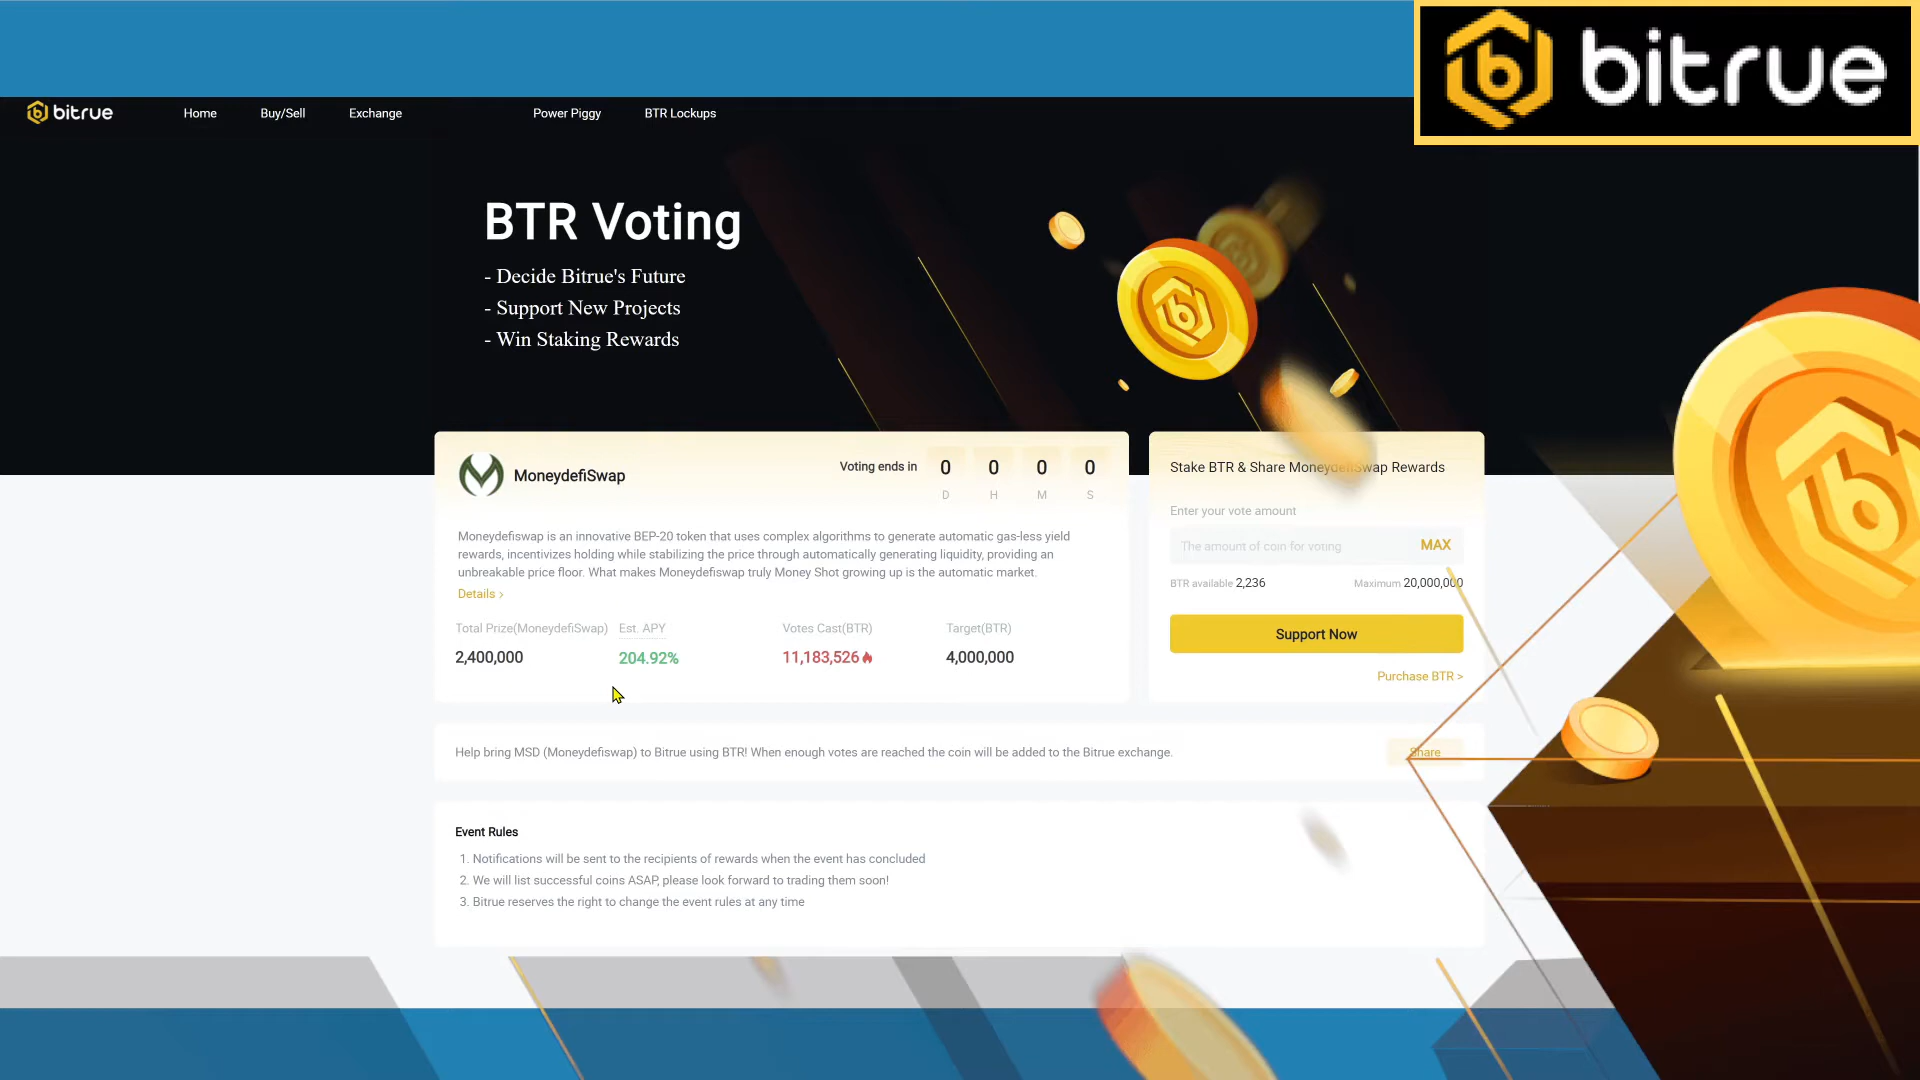 bitrue
bitrue
Home
Buy/Sell
Exchange
Power Piggy
BTR Lockups
BTR Voting
- Decide Bitrue's Future
- Support New Projects
- Win Staking Rewards
MoneydefiSwap
Voting ends in
0 0 0 0
D H M S
Moneydefiswap is an innovative BEP-20 token that uses complex algorithms to generate automatic gas-less yield
rewards, incentivizes holding while stabilizing the price through automatically generating liquidity, providing an
unbreakable price floor. What makes Moneydefiswap truly Money Shot growing up is the automatic market.
Details >
Total Prize(MoneydefiSwap) Est. APY Votes Cast(BTR) Target(BTR)
2,400,000 204.92% 11,183,526 4,000,000
Stake BTR & Share MoneydefiSwap Rewards
Enter your vote amount
The amount of coin for voting MAX
BTR available 2,236 Maximum 20,000,000
Support Now
Purchase BTR >
Help bring MSD (Moneydefiswap) to Bitrue using BTR! When enough votes are reached the coin will be added to the Bitrue exchange.
Share
Event Rules
1. Notifications will be sent to the recipients of rewards when the event has concluded
2. We will list successful coins ASAP, please look forward to trading them soon!
3. Bitrue reserves the right to change the event rules at any time